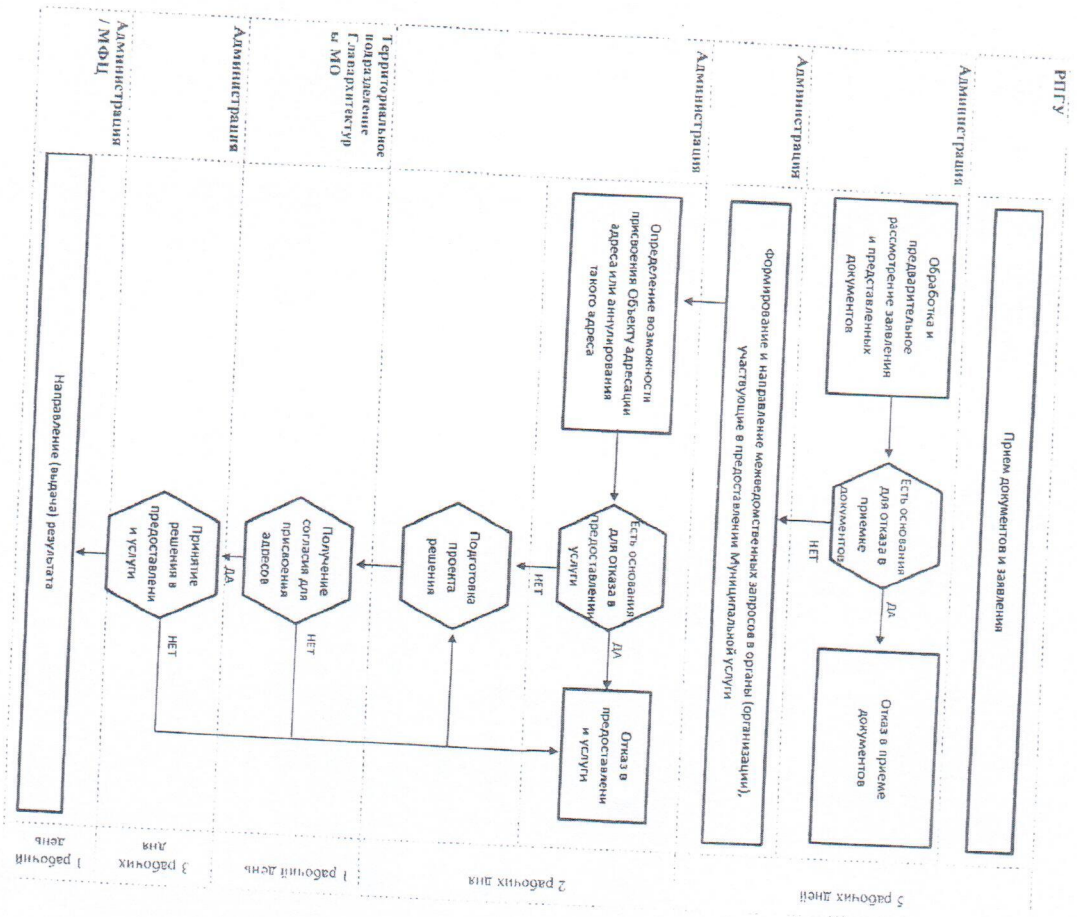 РПГУ
Прием документов и заявления
Администрация
Обработка и
предварительное
рассмотрение заявления
и представленных
документов
Есть основания
для отказа в
приемке
документов
ДА
НЕТ
Отказ в приеме
документов
5 рабочих дней
Администрация
Формирование и направление межведомственных запросов в органы (организации),
участвующие в предоставлении Муниципальной услуги
Администрация
Определение возможности
присвоения Объекту адресации
адреса или аннулирования
такого адреса
Есть основания
для отказа в
предоставлении
услуги
ДА
НЕТ
Отказ в
предоставлени
и услуги
Подготовка
проекта
решения
2 рабочих дня
Территориальное
подразделение
Главархитектур
ы МО
Получение
согласия для
присвоения
адресов
НЕТ
ДА
1 рабочий день
Администрация
Принятие
решения в
предоставлени
и услуги
НЕТ
3 рабочих
дня
Администрация
/ МФЦ
Направление (выдача) результата
1 рабочий
день